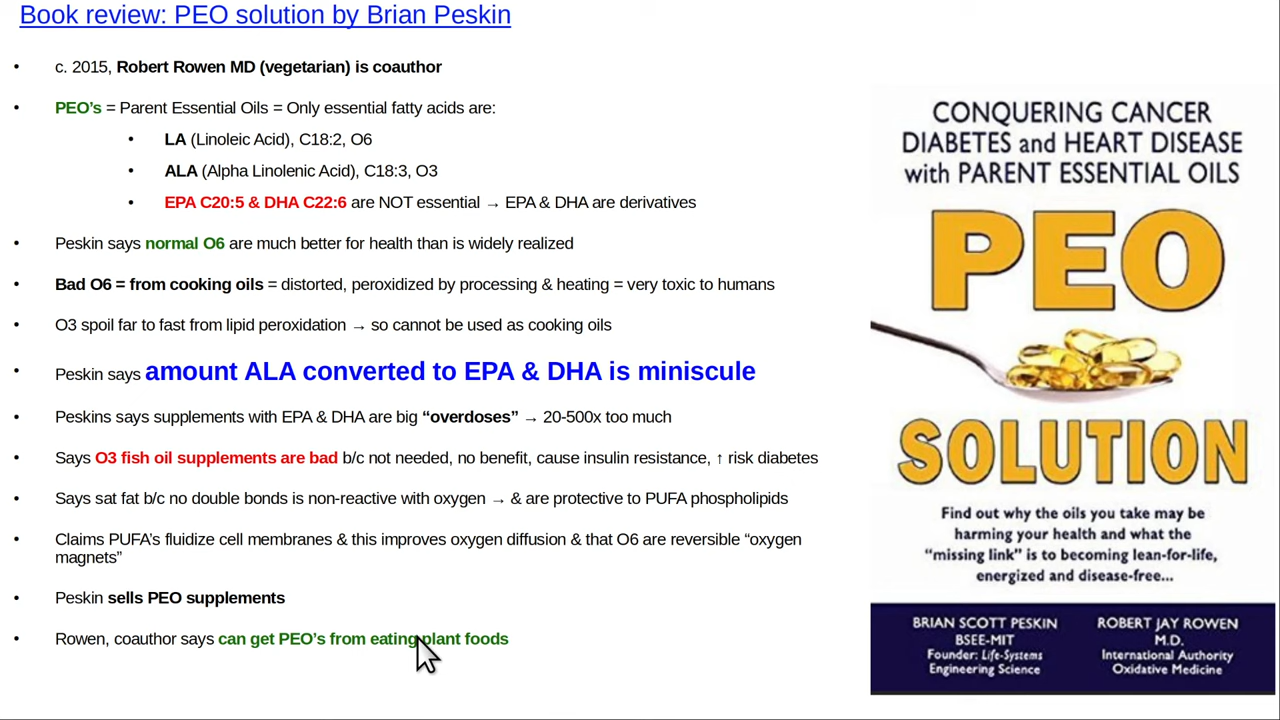 Book review: PEO solution by Brian Peskin
• c. 2015, Robert Rowen MD (vegetarian) is coauthor
• PEO's = Parent Essential Oils = Only essential fatty acids are:
• LA (Linoleic Acid), C18:2, O6
• ALA (Alpha Linolenic Acid), C18:3, O3
• EPA C20:5 & DHA C22:6 are NOT essential → EPA & DHA are derivatives
• Peskin says normal O6 are much better for health than is widely realized
• Bad O6 = from cooking oils = distorted, peroxidized by processing & heating = very toxic to humans
• O3 spoil far to fast from lipid peroxidation → so cannot be used as cooking oils
• Peskin says amount ALA converted to EPA & DHA is miniscule
• Peskins says supplements with EPA & DHA are big “overdoses” → 20-500x too much
• Says O3 fish oil supplements are bad b/c not needed, no benefit, cause insulin resistance, ↑ risk diabetes
• Says sat fat b/c no double bonds is non-reactive with oxygen → & are protective to PUFA phospholipids
• Claims PUFA's fluidize cell membranes & this improves oxygen diffusion & that O6 are reversible “oxygen
magnets”
• Peskin sells PEO supplements
• Rowen, coauthor says can get PEO's from eating plant foods
CONQUERING CANCER
DIABETES and HEART DISEASE
with PARENT ESSENTIAL OILS
PEO
SOLUTION
Find out why the oils you take may be
harming your health and what the
“missing link” is to becoming lean-for-life,
energized and disease-free...
BRIAN SCOTT PESKIN
BSEE-MIT
Founder: Life-Systems
Engineering Science
ROBERT JAY ROWEN
M.D.
International Authority
Oxidative Medicine